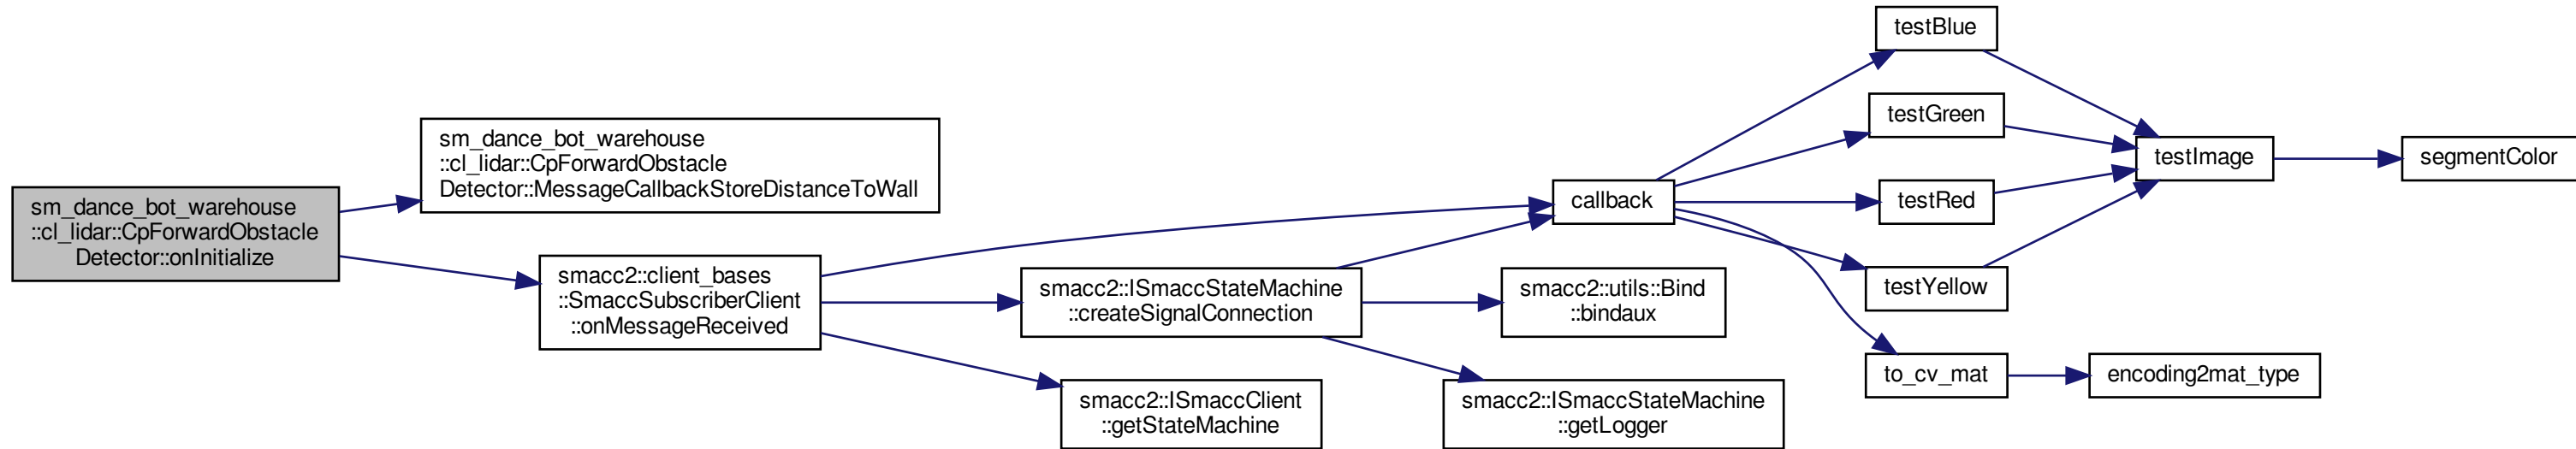 sm_dance_bot_warehouse
::cl_lidar::CpForwardObstacle
Detector::onInitialize
sm_dance_bot_warehouse
::cl_lidar::CpForwardObstacle
Detector::MessageCallbackStoreDistanceToWall
smacc2::client_bases
::SmaccSubscriberClient
::onMessageReceived
smacc2::ISmaccStateMachine
::createSignalConnection
smacc2::ISmaccClient
::getStateMachine
callback
smacc2::utils::Bind
::bindaux
smacc2::ISmaccStateMachine
::getLogger
testBlue
testGreen
testRed
testYellow
to_cv_mat
testImage
encoding2mat_type
segmentColor